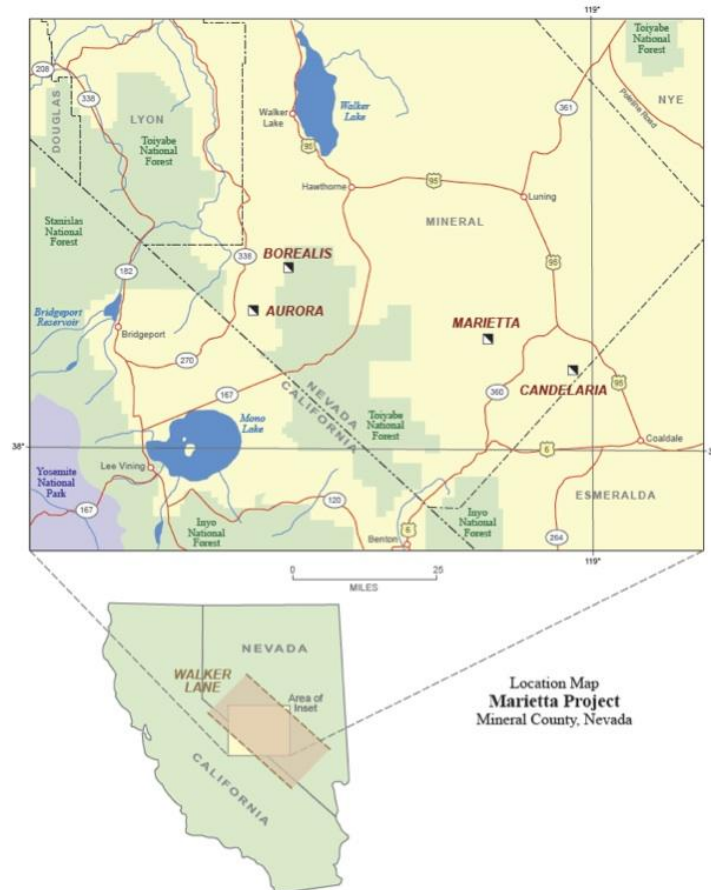 119°
208
338
DOUGLAS
LYON
Toiyabe
National
Forest
Stanislas
National
Forest
Walker
Lake
Walker
Lake
95
Hawthorne
95
361
Toiyabe
National
Forest
NYE
Poleline Road
Luning
MINERAL
95
182
338
BOREALIS
AURORA
Bridgeport
Reservoir
Bridgeport
270
167
MARIETTA
360
CANDELARIA
95
NEVADA
CALIFORNIA
Toiyabe
National
Forest
Mono
Lake
38°
6
Coaldale
Lee Vining
Yosemite
National
Park
167
120
Inyo
National
Forest
Benton
6
Inyo
National
Forest
ESMERALDA
264
119°
0 25
MILES
NEVADA
WALKER
LANE
Area of
Inset
CALIFORNIA
Location Map
Marietta Project
Mineral County, Nevada